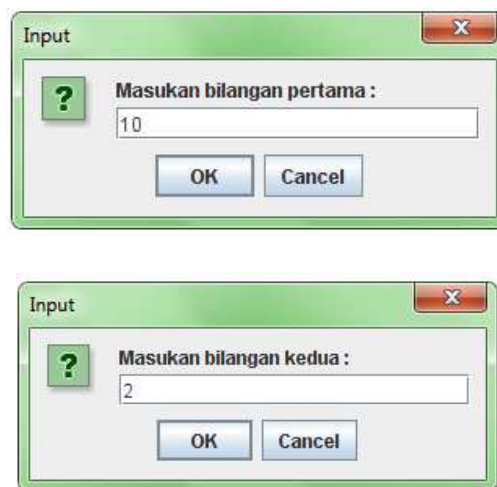 Input
Masukan bilangan pertama :
10
OK Cancel
Input
Masukan bilangan kedua :
2
OK Cancel